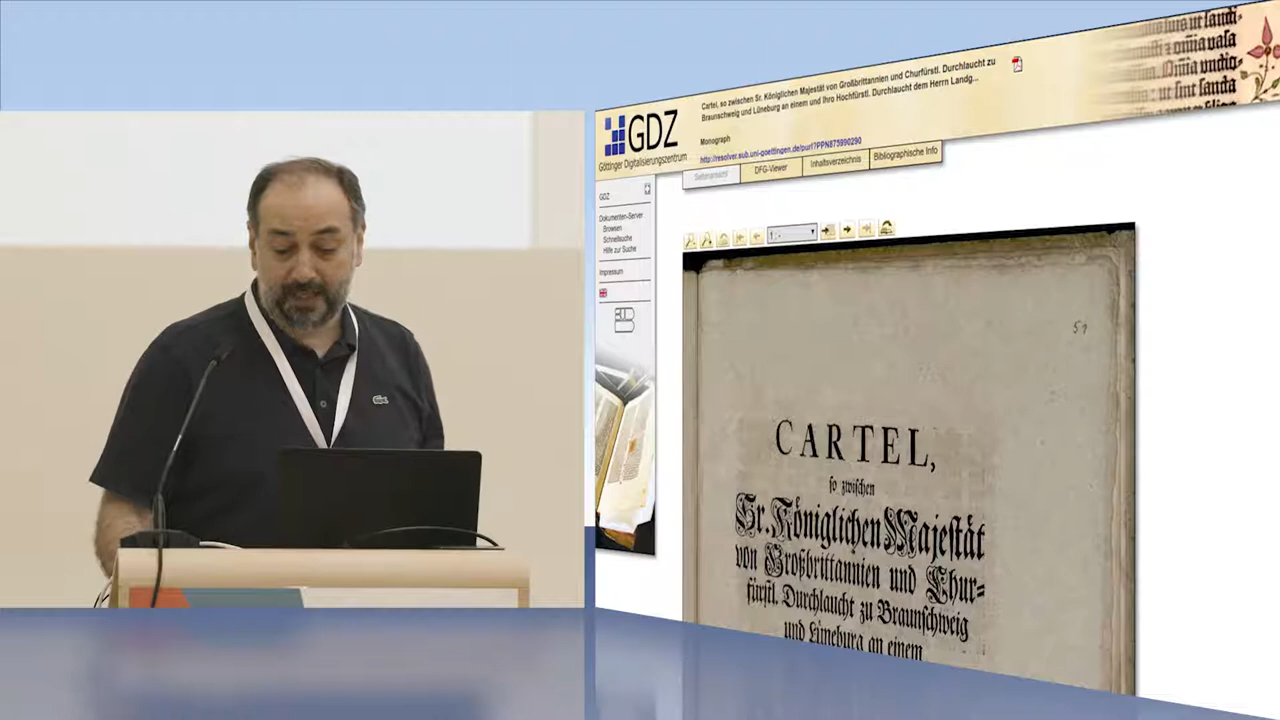 GDZ
Göttinger Digitalisierungszentrum
Cartel, so zwischen Sr. Königlichen Majestät von Großbrittannien und Churfürstl. Durchlaucht zu
Braunschweig und Lüneburg an einem und Ihro Hochfürstl. Durchlaucht dem Herrn Landg...
Monograph
http://resolver.sub.uni-goettingen.de/purl?PPN875990290
Seitenansicht
DFG-Viewer
Inhaltsverzeichnis
Bibliographische Info
GDZ
Dokumenten-Server
Browsen
Schnellsuche
Hilfe zur Suche
Impressum
1 : -
CARTEL,
so zwischen
Sr. Königlichen Majestät
von Großbrittannien und Chur-
fürstl. Durchlaucht zu Braunschweig
und Lüneburg an einem